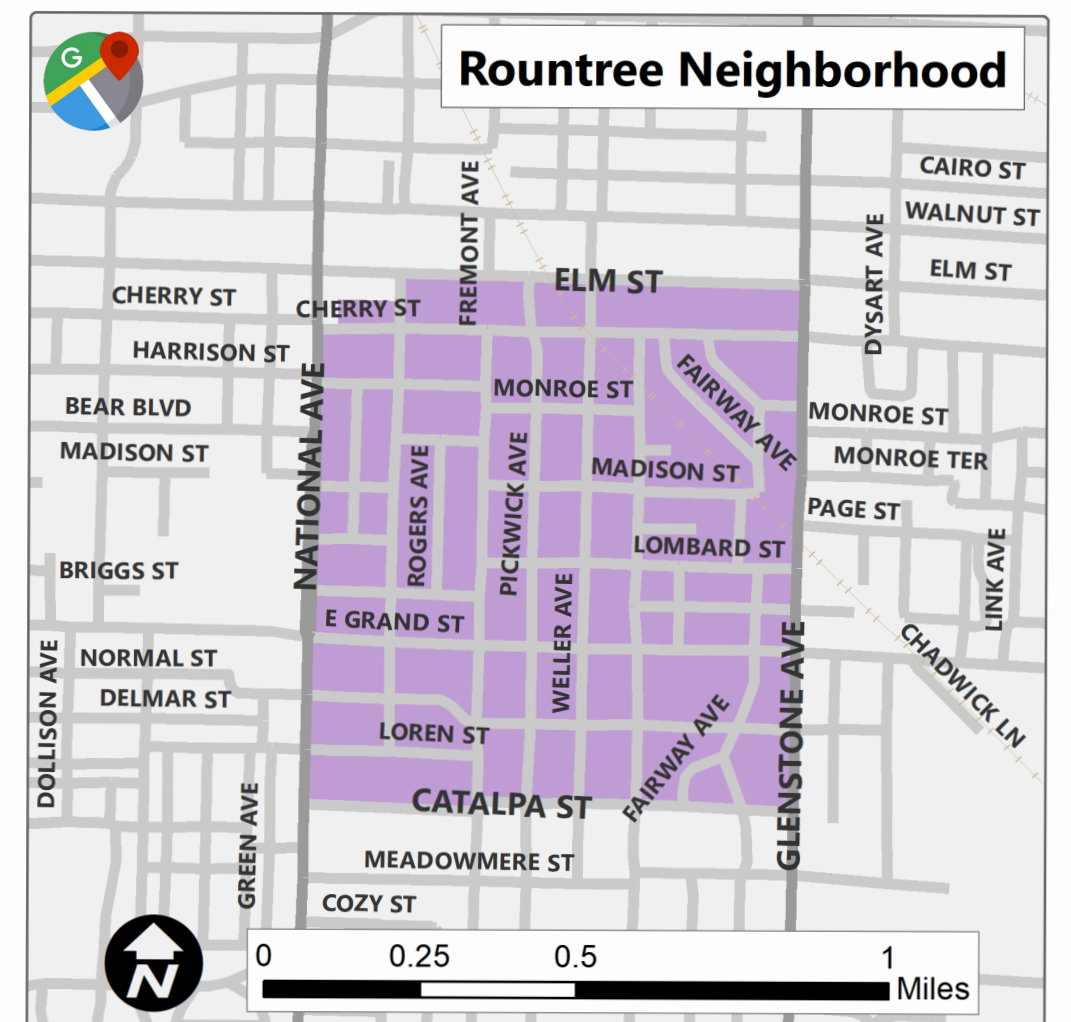 G
Rountree Neighborhood
CAIRO ST
WALNUT ST
FREMONT AVE
DYSART AVE
ELM ST
ELM ST
CHERRY ST
CHERRY ST
HARRISON ST
FAIRWAY AVE
MONROE ST
BEAR BLVD
MONROE ST
NATIONAL AVE
MADISON ST
MONROE TER
MADISON ST
ROGERS AVE
PICKWICK AVE
PAGE ST
LOMBARD ST
LINK AVE
BRIGGS ST
WELLER AVE
E GRAND ST
GLENSTONE AVE
CHADWICK LN
DOLLISON AVE
NORMAL ST
DELMAR ST
LOREN ST
FAIRWAY AVE
CATALPA ST
GREEN AVE
MEADOWMERE ST
COZY ST
N
0 0.25 0.5 1
Miles